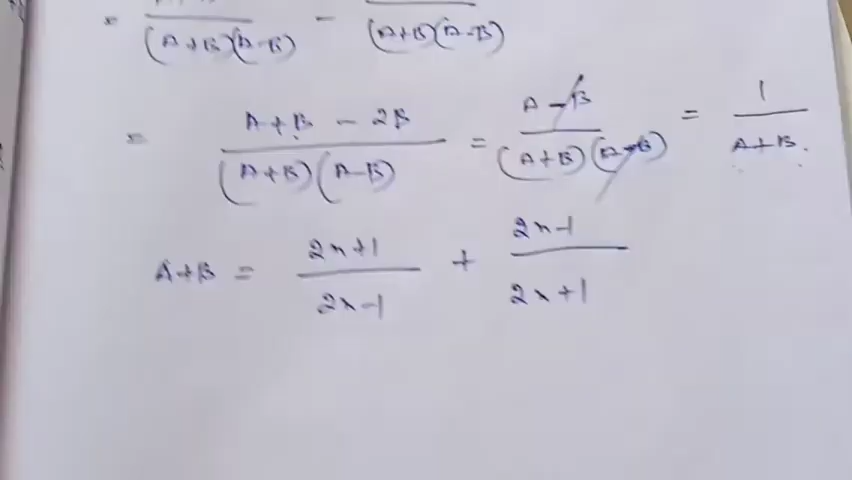 = / (A+B)(A-B) - / (A+B)(A-B)
= A+B - 2B / (A+B)(A-B) = A-B / (A+B)(A-B) = 1 / A+B.
A+B = 2x+1 / 2x-1 + 2x-1 / 2x+1